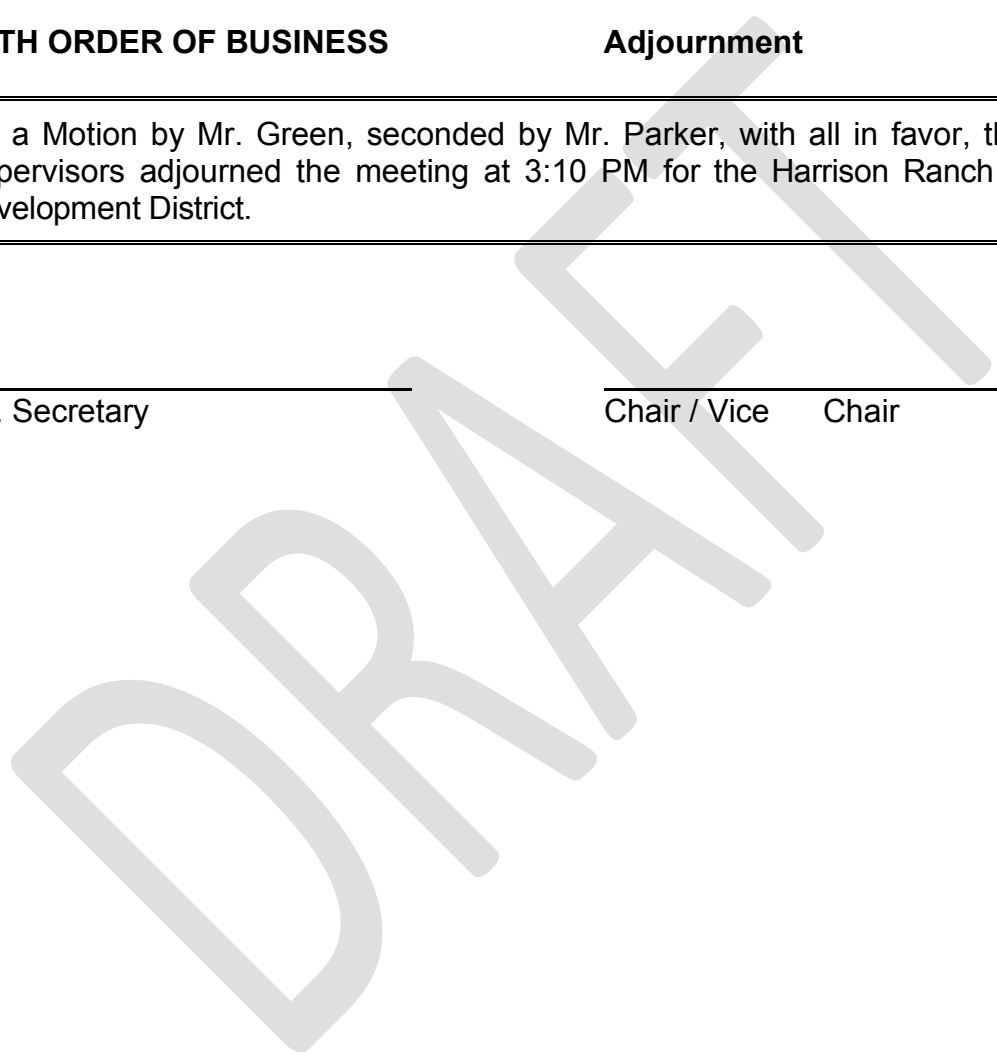 TH ORDER OF BUSINESS Adjournment
a Motion by Mr. Green, seconded by Mr. Parker, with all in favor, th
pervisors adjourned the meeting at 3:10 PM for the Harrison Ranch
velopment District.
. Secretary Chair / Vice Chair
DRAFT